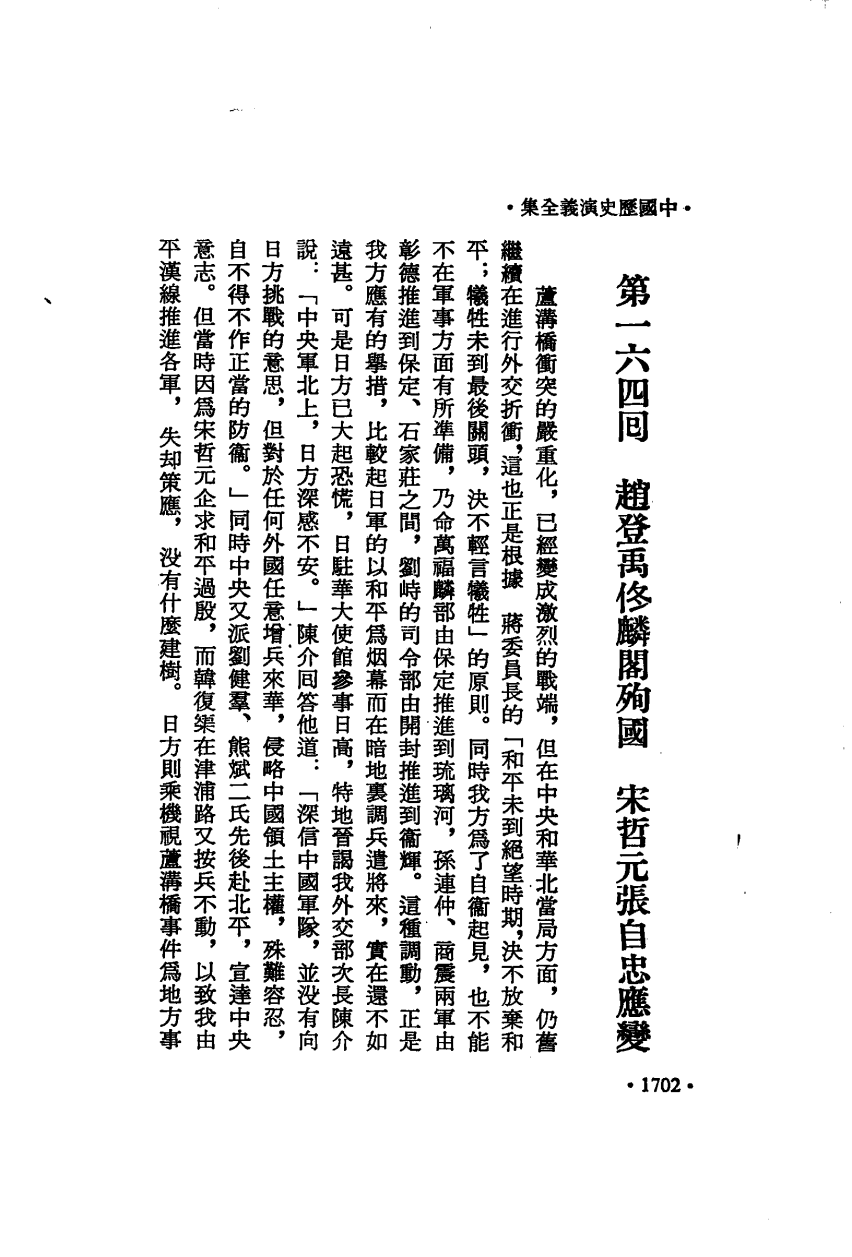 •中國歷史演義全集•
第一六四回　趙登禹佟麟閣殉國　宋哲元張自忠應變
蘆溝橋衝突的嚴重化，已經變成激烈的戰端，但在中央和華北當局方面，仍舊
繼續在進行外交折衝，這也正是根據　蔣委員長的「和平未到絕望時期，決不放棄和
平；犧牲未到最後關頭，決不輕言犧牲」的原則。同時我方爲了自衞起見，也不能
不在軍事方面有所準備，乃命萬福麟部由保定推進到琉璃河，孫連仲、商震兩軍由
彰德推進到保定、石家莊之間，劉峙的司令部由開封推進到衞輝。這種調動，正是
我方應有的舉措，比較起日軍的以和平爲烟幕而在暗地裏調兵遣將來，實在還不如
遠甚。可是日方已大起恐慌，日駐華大使館參事日高，特地晉謁我外交部次長陳介
說：「中央軍北上，日方深感不安。」陳介回答他道：「深信中國軍隊，並沒有向
日方挑戰的意思，但對於任何外國任意增兵來華，侵略中國領土主權，殊難容忍，
自不得不作正當的防衞。」同時中央又派劉健羣、熊斌二氏先後赴北平，宣達中央
意志。但當時因爲宋哲元企求和平過殷，而韓復榘在津浦路又按兵不動，以致我由
平漢線推進各軍，失却策應，沒有什麼建樹。日方則乘機視蘆溝橋事件爲地方事
•1702•